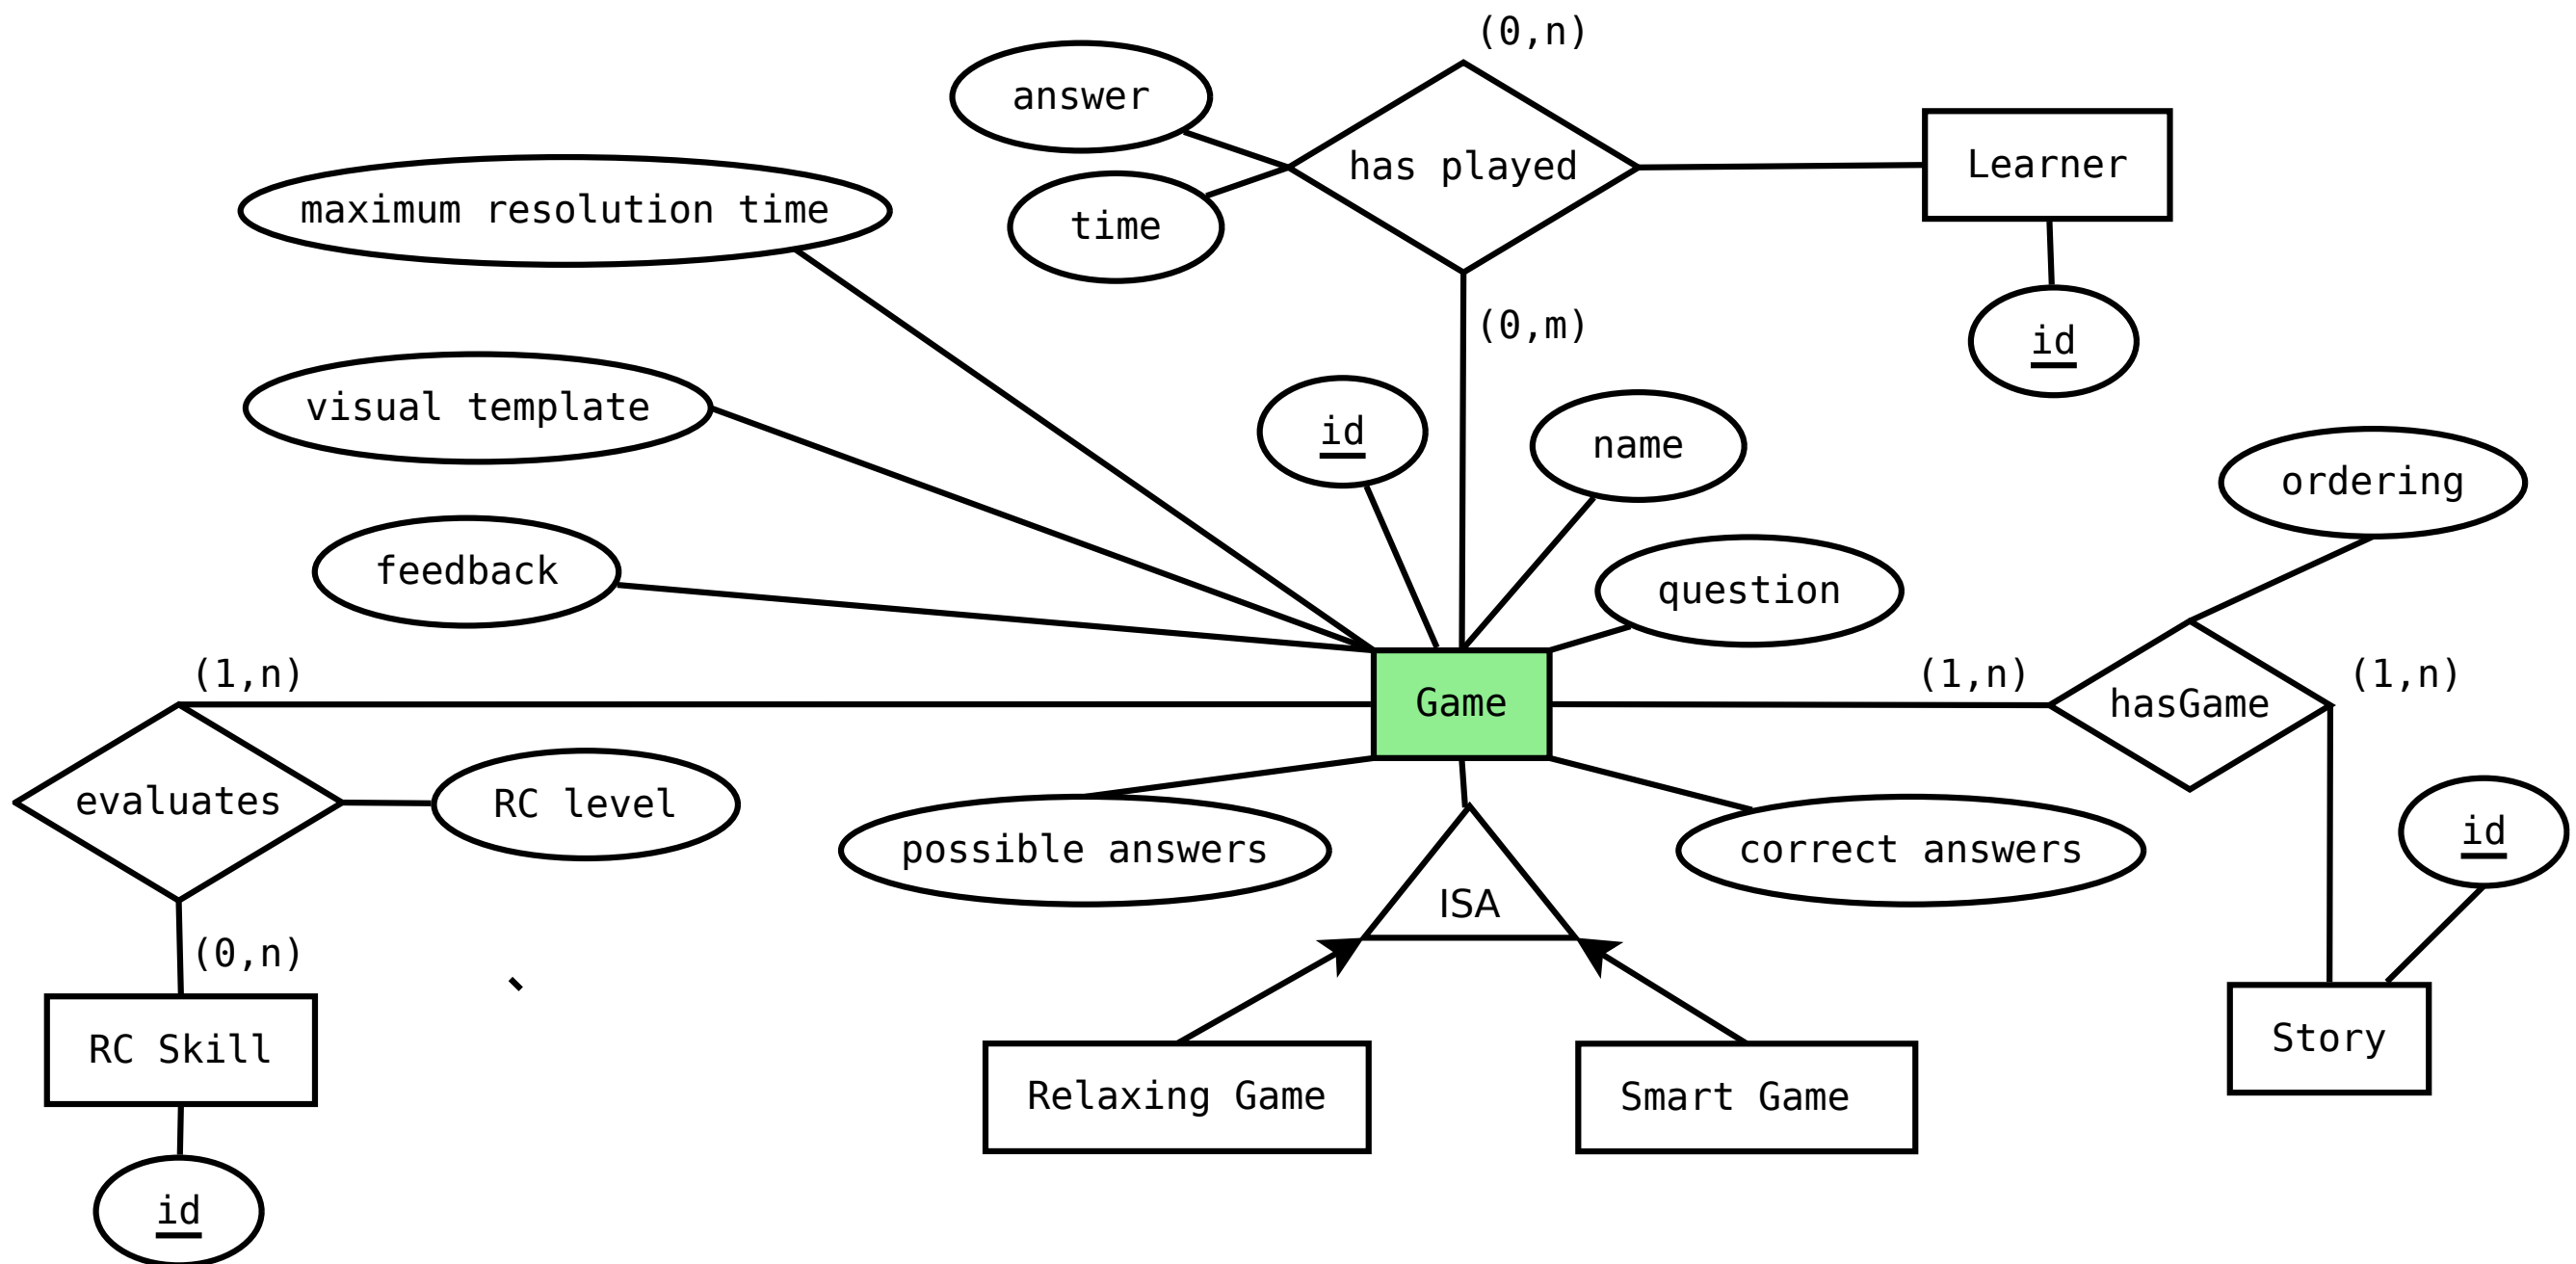 (0,n)
answer
has played
Learner
maximum resolution time
time
(0,m)
id
visual template
id
name
ordering
feedback
question
(1,n)
Game
(1,n)
hasGame
(1,n)
evaluates
RC level
possible answers
ISA
correct answers
id
(0,n)
RC Skill
Relaxing Game
Smart Game
Story
id